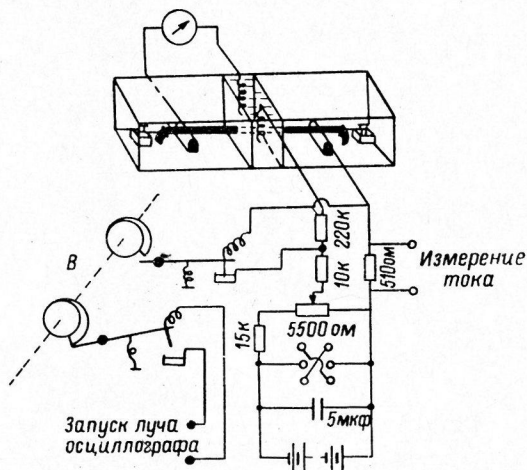 220к
В
10к
510ом
Измерение
тока
15к
5500 ом
5мкф
Запуск луча
осциллографа